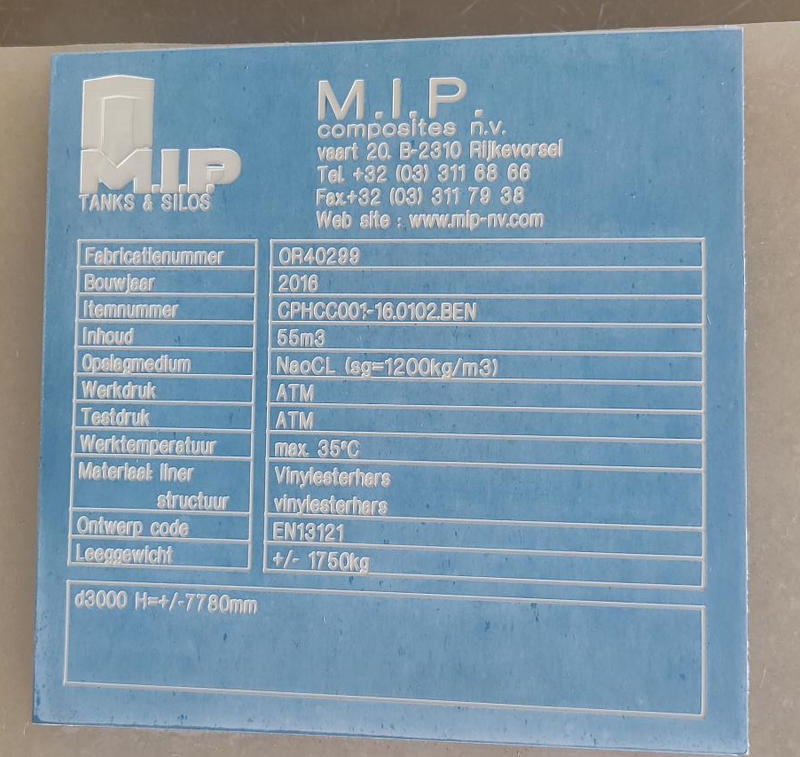 M.I.P.
TANKS & SILOS
M.I.P.
composites n.v.
vaart 20. B-2310 Rijkevorsel
Tel. +32 (03) 311 68 66
Fax.+32 (03) 311 79 38
Web site : www.mip-nv.com
Fabricatienummer OR40299
Bouwjaar 2016
Itemnummer CPHCC001-16.0102.BEN
Inhoud 55m3
Opslagmedium NaoCL (sg=1200kg/m3)
Werkdruk ATM
Testdruk ATM
Werktemperatuur max. 35°C
Materiaal: liner Vinylesterhars
structuur vinylesterhars
Ontwerp code EN13121
Leeggewicht +/- 1750kg
d3000 H=+/-7780mm